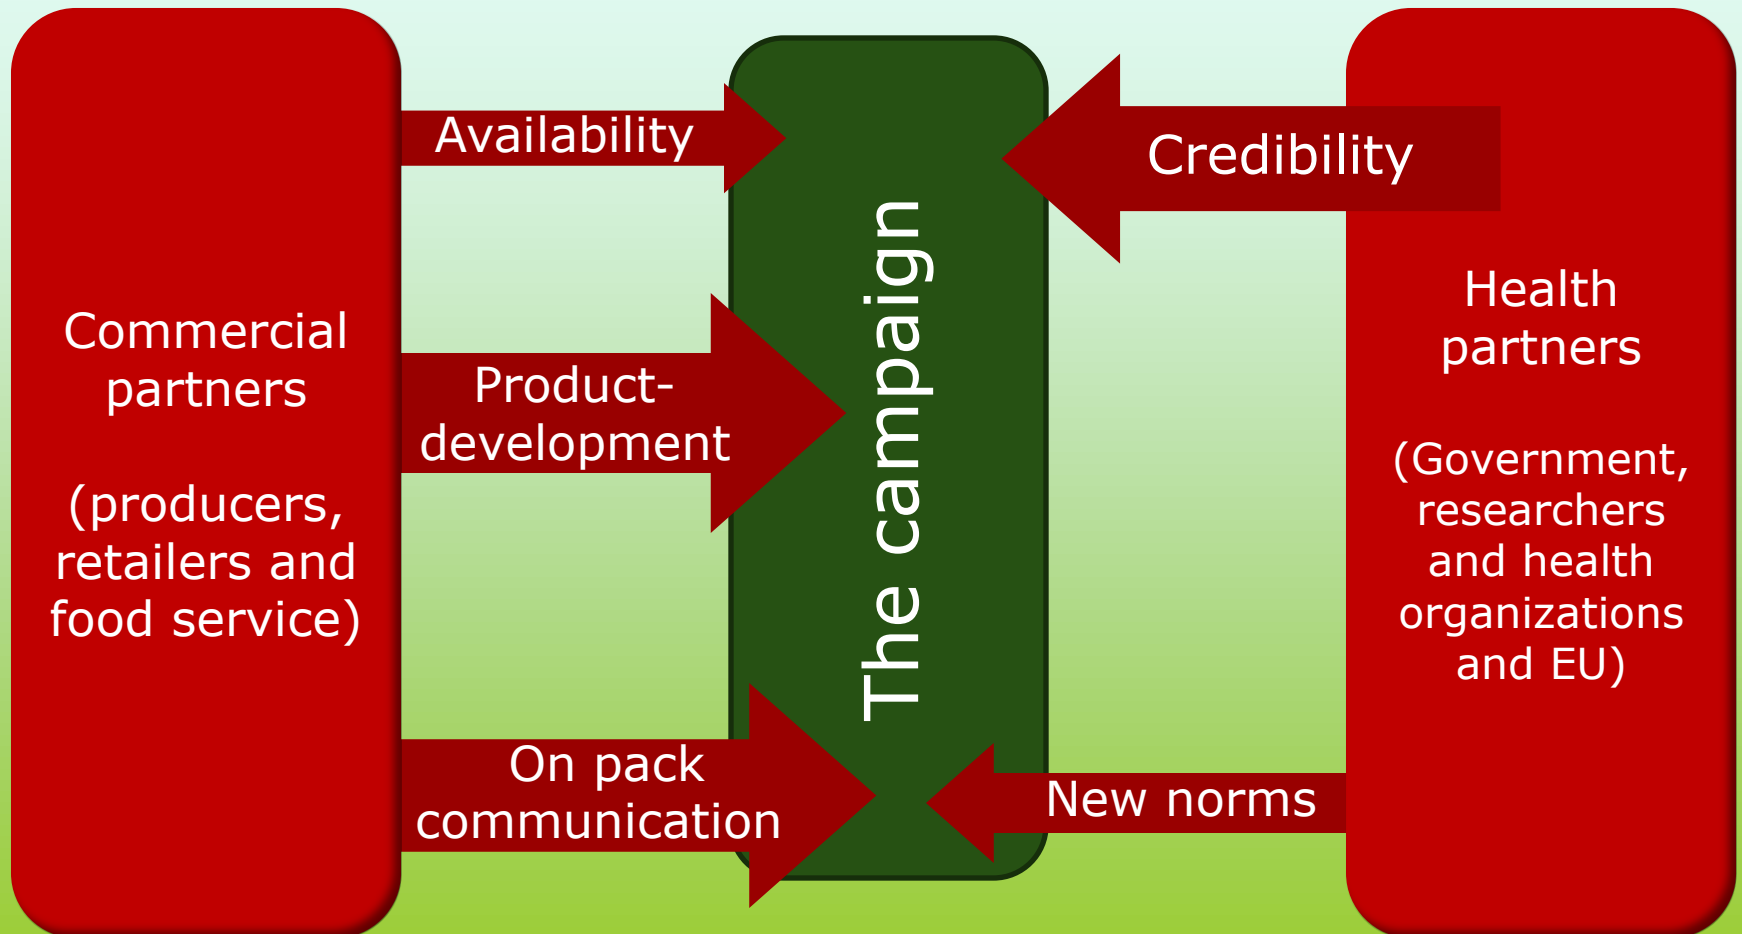 Commercial
partners
(producers,
retailers and
food service)
Availability
Product-
development
On pack
communication
The campaign
Credibility
New norms
Health
partners
(Government,
researchers
and health
organizations
and EU)